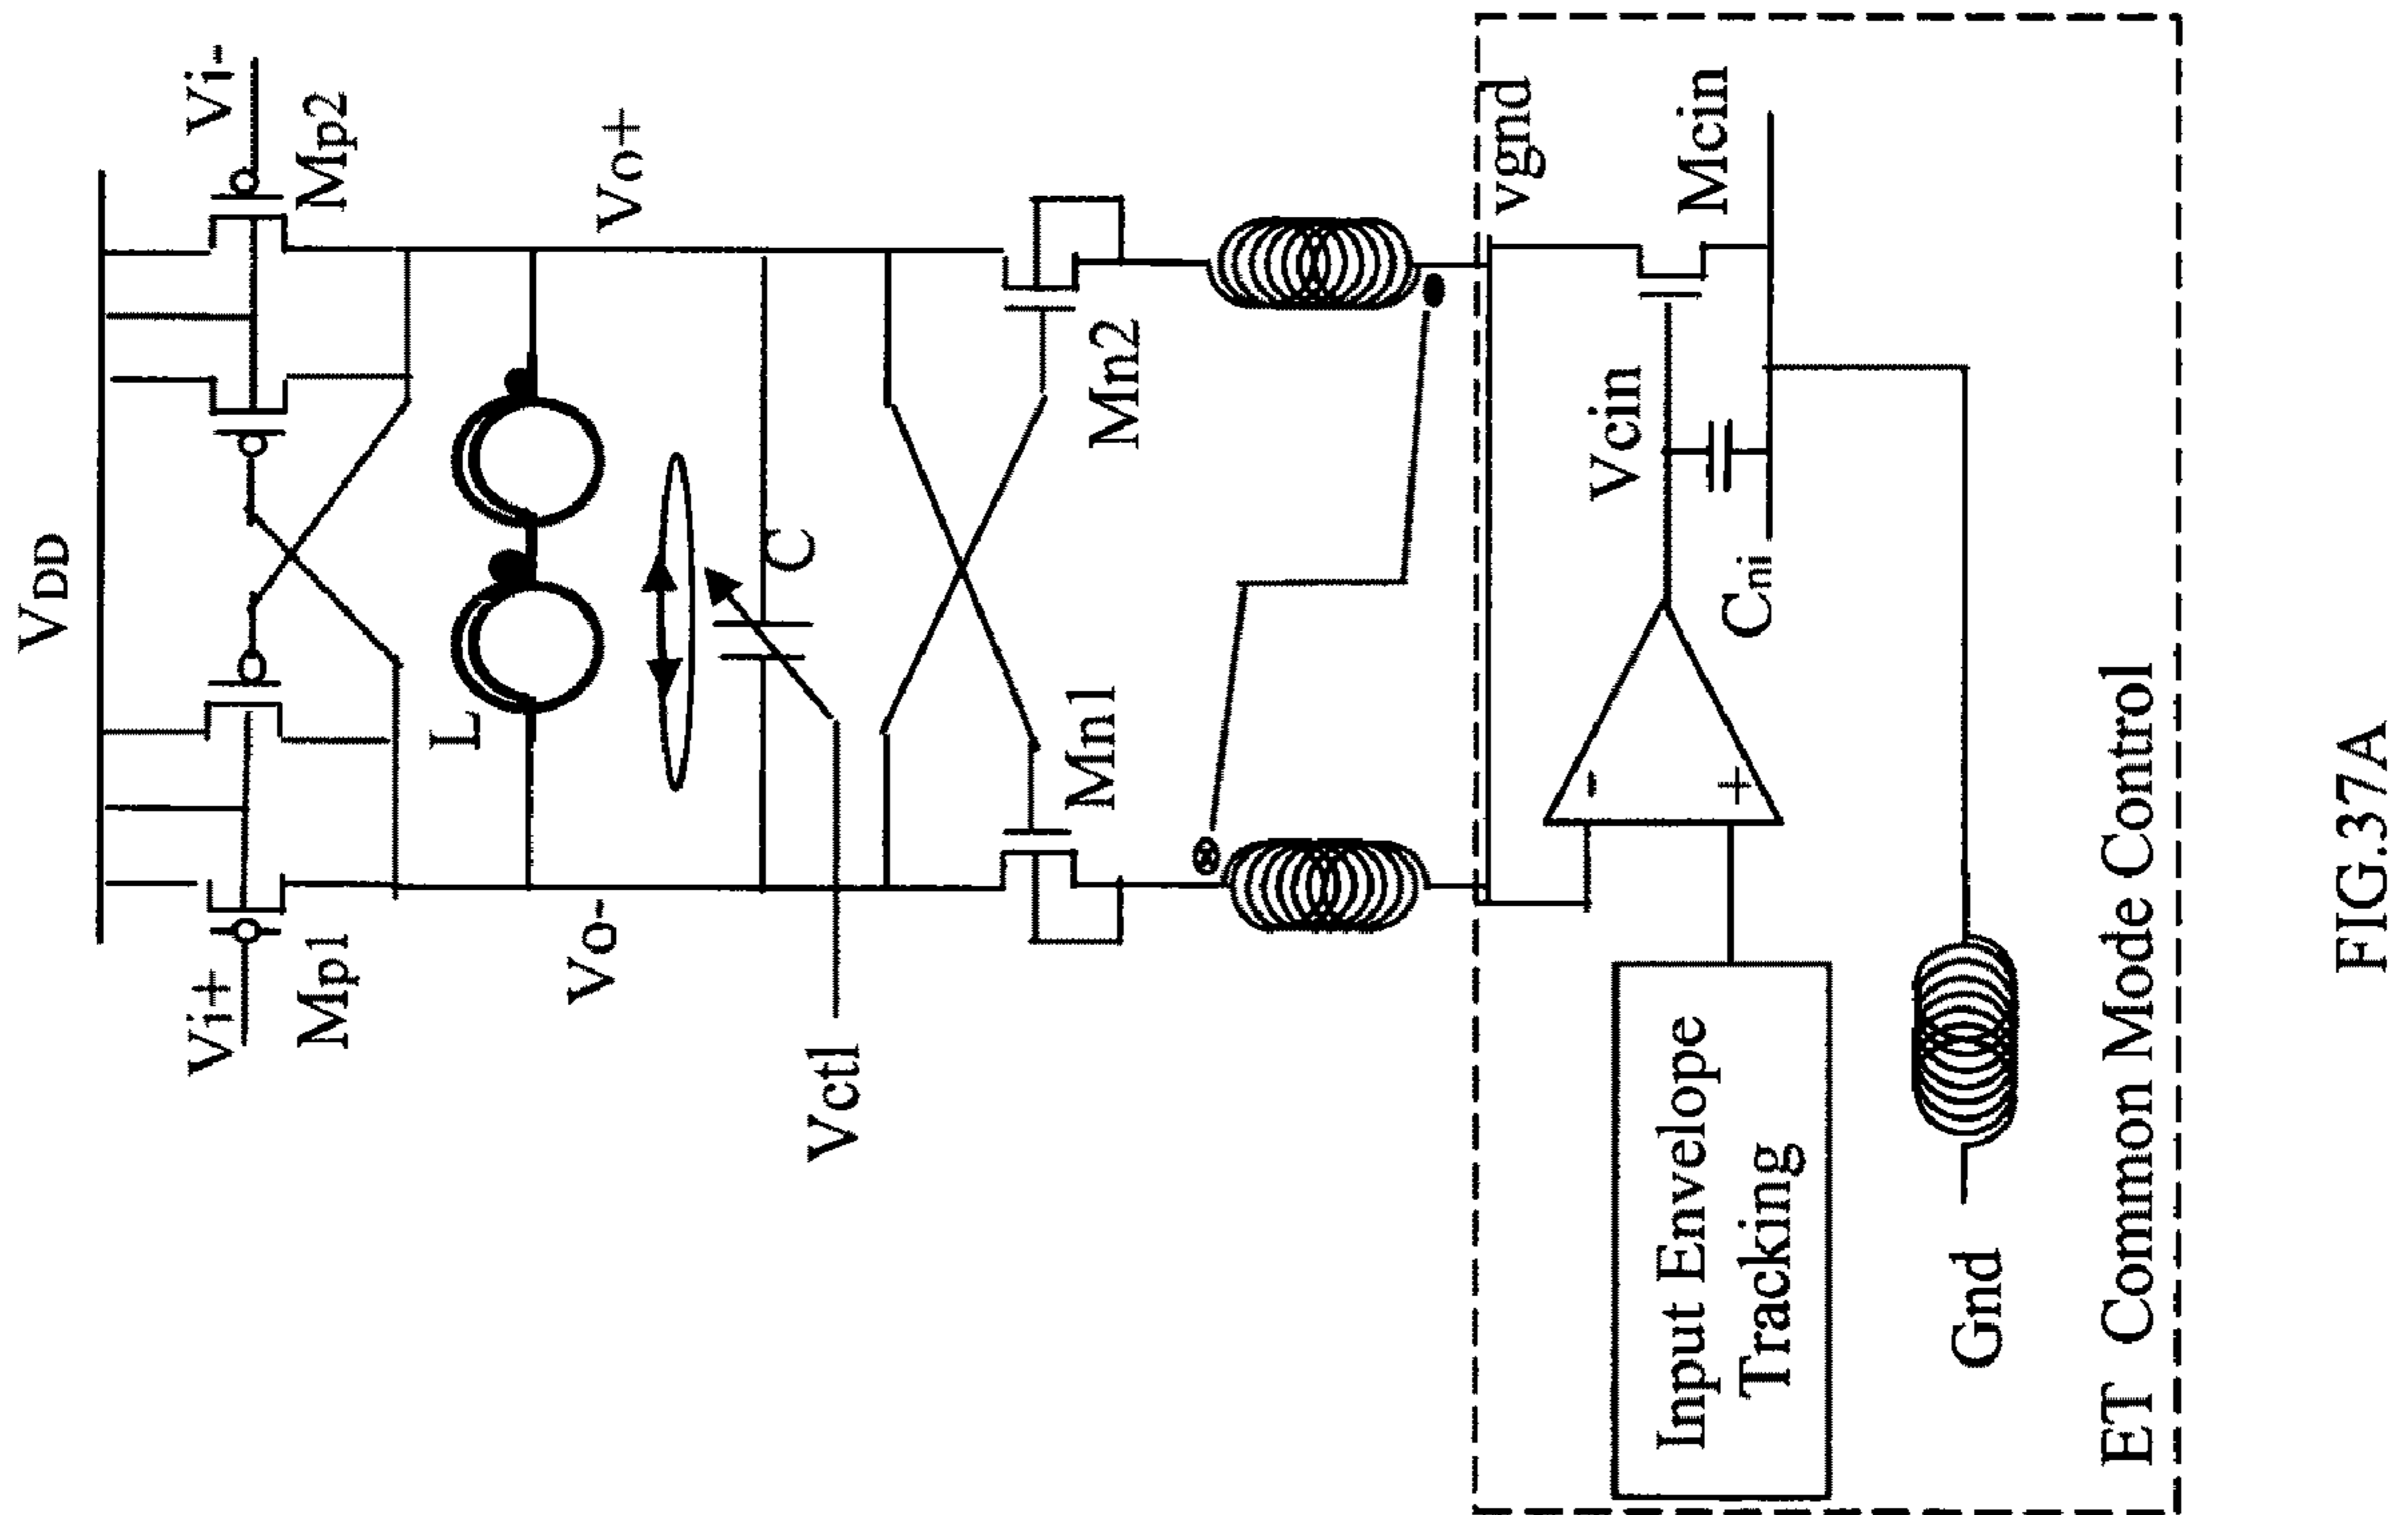 VDD
Vi+
Vi-
Mp1
Mp2
L
Vo-
Vo+
C
Vctl
Mn1
Mn2
vgnd
-
+
Vcin
Mcin
Cni
Input Envelope
Tracking
Gnd
ET Common Mode Control
FIG.37A